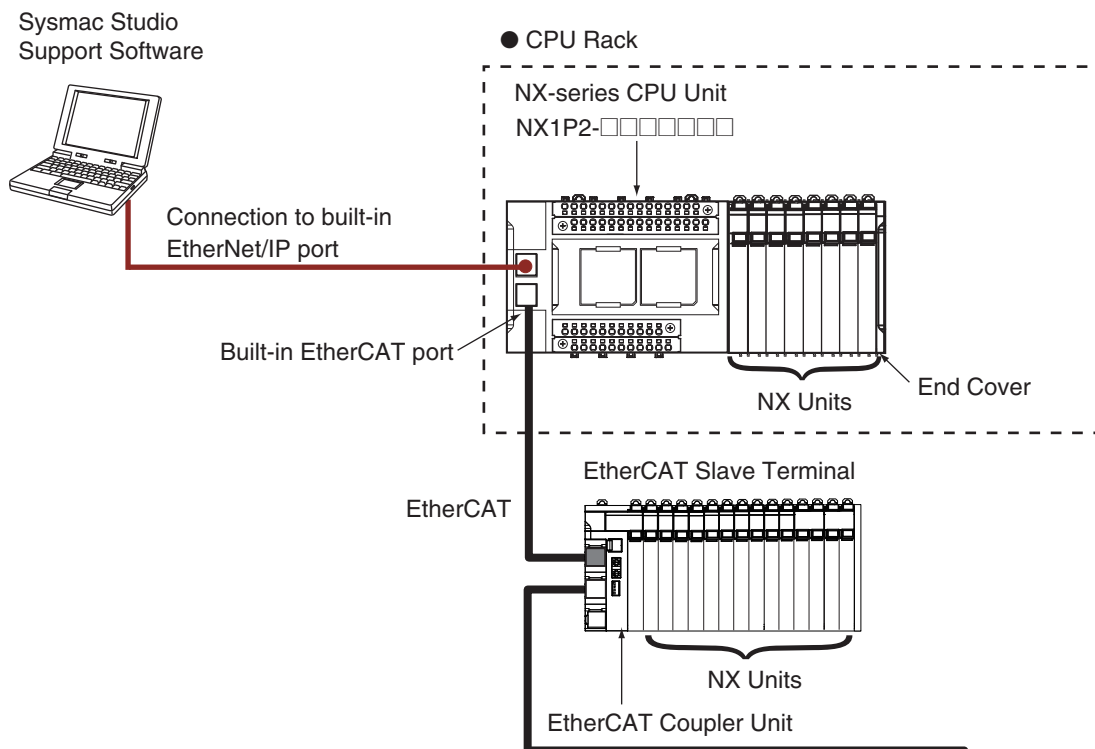 Sysmac Studio
Support Software
● CPU Rack
NX-series CPU Unit
NX1P2-□□□□□□□
Connection to built-in
EtherNet/IP port
Built-in EtherCAT port
End Cover
NX Units
EtherCAT Slave Terminal
EtherCAT
NX Units
EtherCAT Coupler Unit